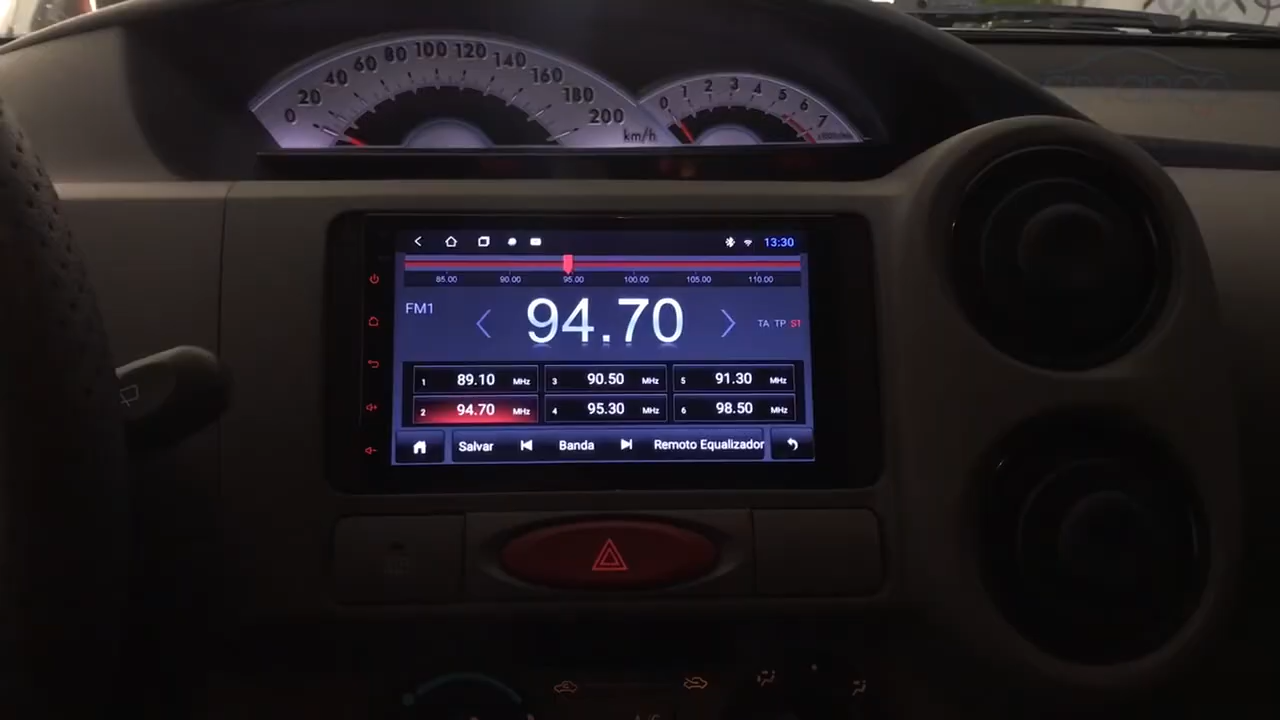 0 20 40 60 80 100 120 140 160 180 200
km/h
0 1 2 3 4 5 6 7
13:30
85.00 90.00 95.00 100.00 105.00 110.00
FM1
94.70
TA TP ST
1 89.10 MHz 3 90.50 MHz 5 91.30 MHz
2 94.70 MHz 4 95.30 MHz 6 98.50 MHz
Salvar Banda Remoto Equalizador
A/C